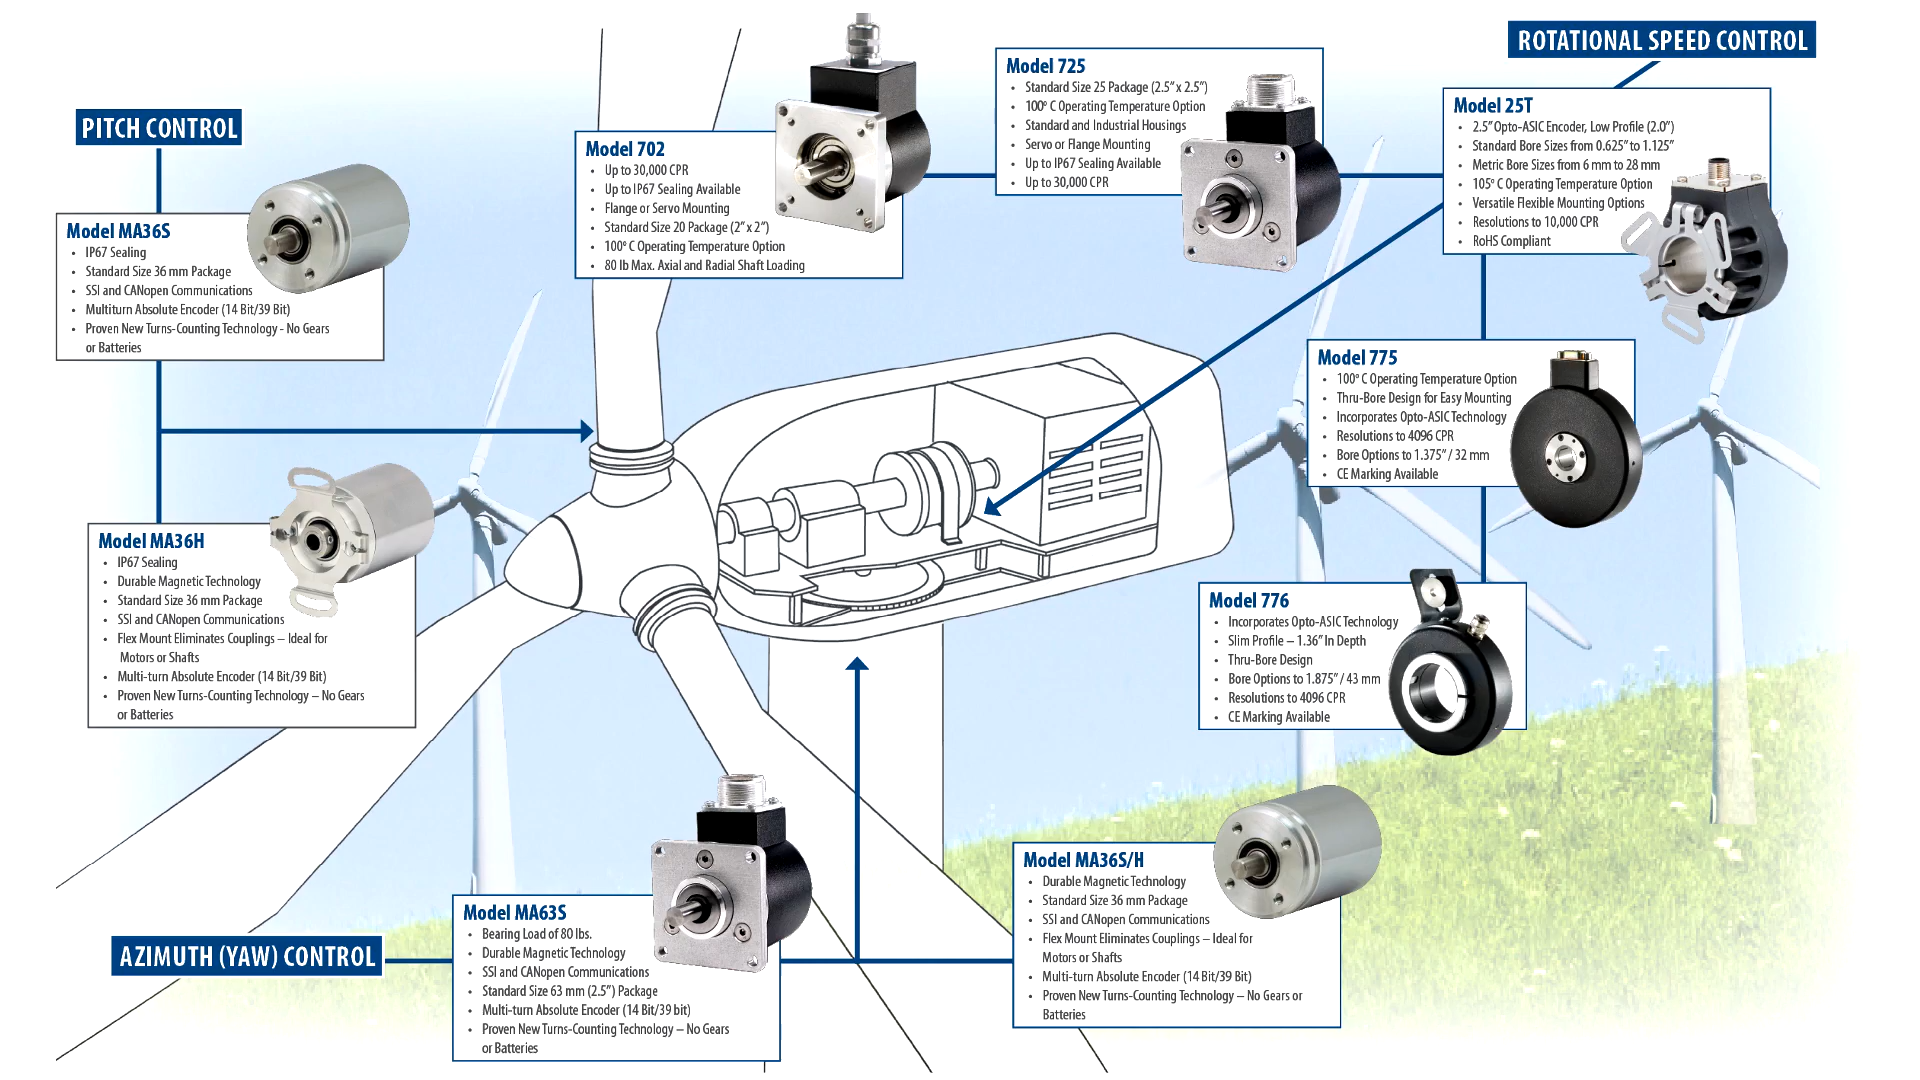 ROTATIONAL SPEED CONTROL
PITCH CONTROL
Model MA36S
• IP67 Sealing
• Standard Size 36 mm Package
• SSI and CANopen Communications
• Multiturn Absolute Encoder (14 Bit/39 Bit)
• Proven New Turns-Counting Technology - No Gears
or Batteries
Model MA36H
• IP67 Sealing
• Durable Magnetic Technology
• Standard Size 36 mm Package
• SSI and CANopen Communications
• Flex Mount Eliminates Couplings – Ideal for
Motors or Shafts
• Multi-turn Absolute Encoder (14 Bit/39 Bit)
• Proven New Turns-Counting Technology – No Gears
or Batteries
Model 702
• Up to 30,000 CPR
• Up to IP67 Sealing Available
• Flange or Servo Mounting
• Standard Size 20 Package (2” x 2”)
• 100º C Operating Temperature Option
• 80 lb Max. Axial and Radial Shaft Loading
Model 725
• Standard Size 25 Package (2.5” x 2.5”)
• 100º C Operating Temperature Option
• Standard and Industrial Housings
• Servo or Flange Mounting
• Up to IP67 Sealing Available
• Up to 30,000 CPR
Model 25T
• 2.5” Opto-ASIC Encoder, Low Profile (2.0”)
• Standard Bore Sizes from 0.625” to 1.125”
• Metric Bore Sizes from 6 mm to 28 mm
• 105º C Operating Temperature Option
• Versatile Flexible Mounting Options
• Resolutions to 10,000 CPR
• RoHS Compliant
Model 775
• 100º C Operating Temperature Option
• Thru-Bore Design for Easy Mounting
• Incorporates Opto-ASIC Technology
• Resolutions to 4096 CPR
• Bore Options to 1.375” / 32 mm
• CE Marking Available
Model 776
• Incorporates Opto-ASIC Technology
• Slim Profile – 1.36” In Depth
• Thru-Bore Design
• Bore Options to 1.875” / 43 mm
• Resolutions to 4096 CPR
• CE Marking Available
AZIMUTH (YAW) CONTROL
Model MA63S
• Bearing Load of 80 lbs.
• Durable Magnetic Technology
• SSI and CANopen Communications
• Standard Size 63 mm (2.5”) Package
• Multi-turn Absolute Encoder (14 Bit/39 bit)
• Proven New Turns-Counting Technology – No Gears
or Batteries
Model MA36S/H
• Durable Magnetic Technology
• Standard Size 36 mm Package
• SSI and CANopen Communications
• Flex Mount Eliminates Couplings – Ideal for
Motors or Shafts
• Multi-turn Absolute Encoder (14 Bit/39 Bit)
• Proven New Turns-Counting Technology – No Gears or
Batteries